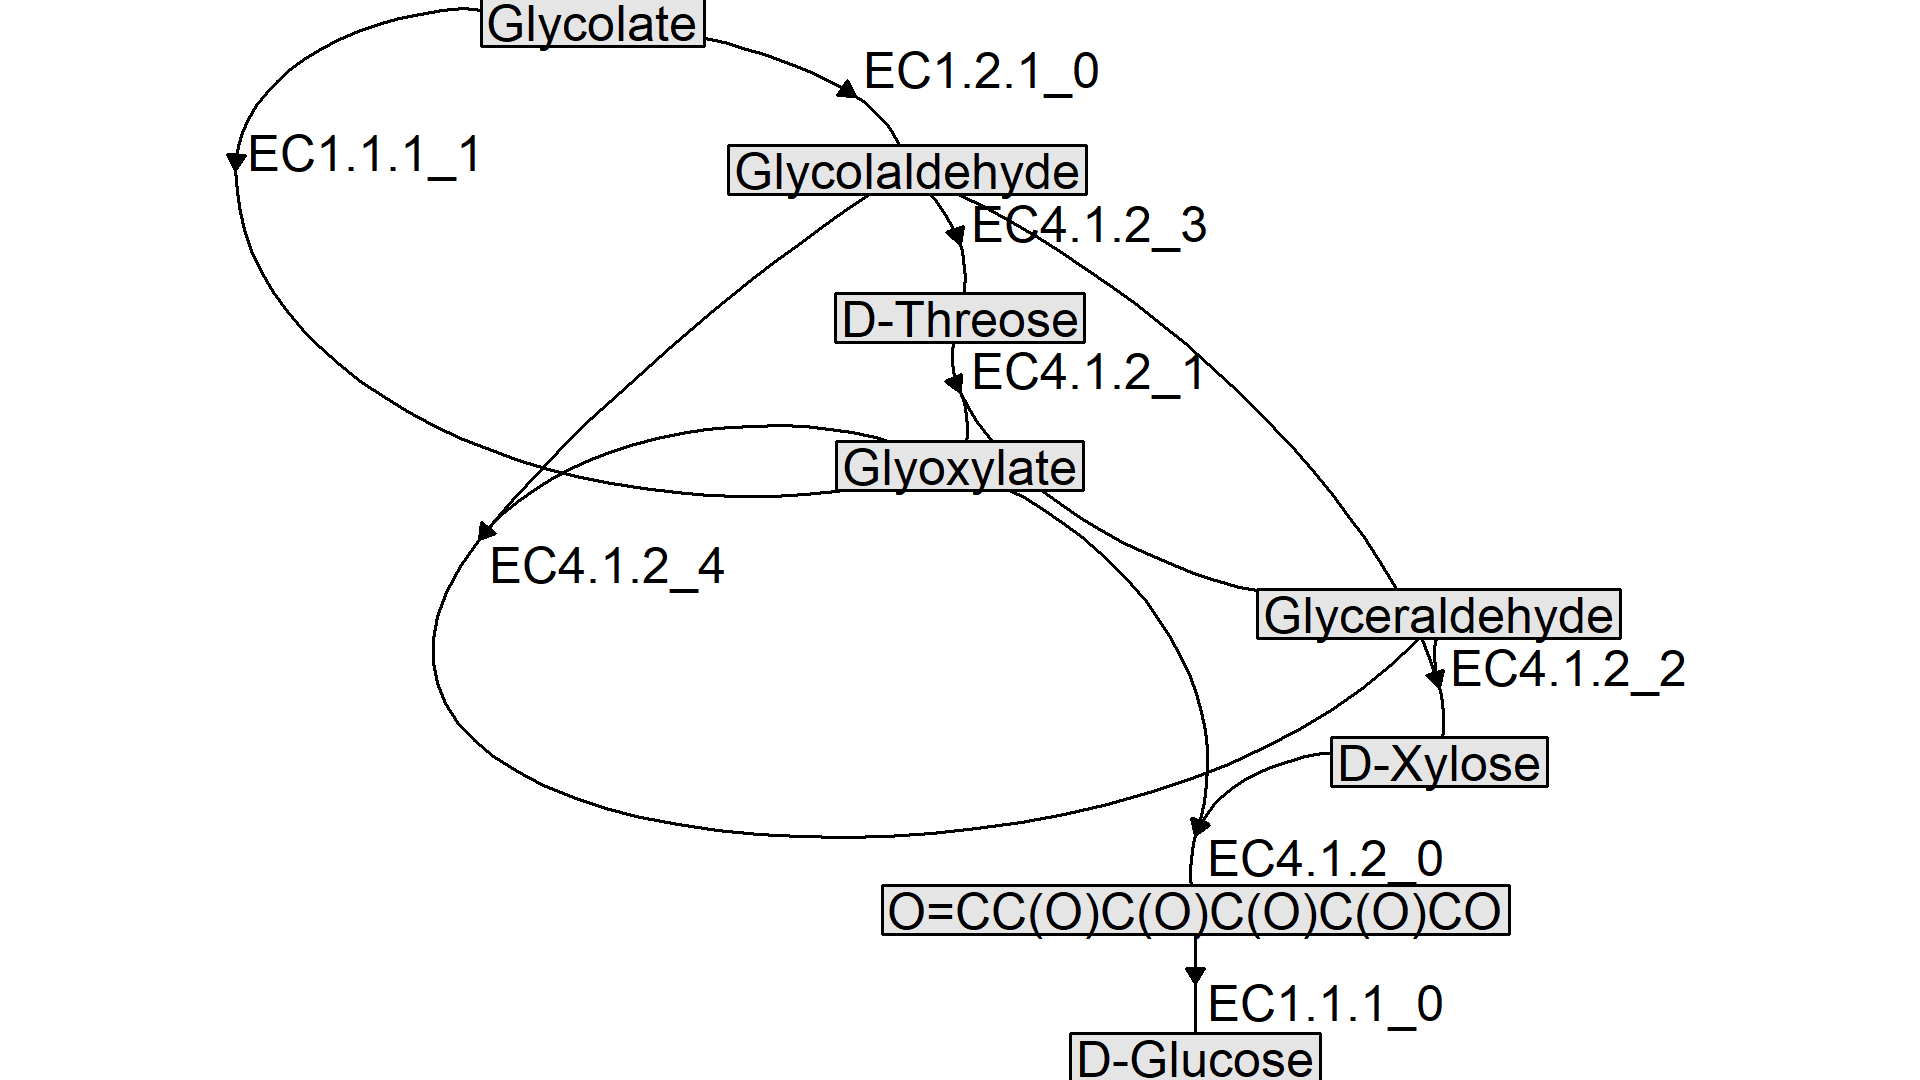 Glycolate
EC1.2.1_0
EC1.1.1_1
Glycolaldehyde
EC4.1.2_3
D-Threose
EC4.1.2_1
Glyoxylate
EC4.1.2_4
Glyceraldehyde
EC4.1.2_2
D-Xylose
EC4.1.2_0
O=CC(O)C(O)C(O)C(O)CO
EC1.1.1_0
D-Glucose